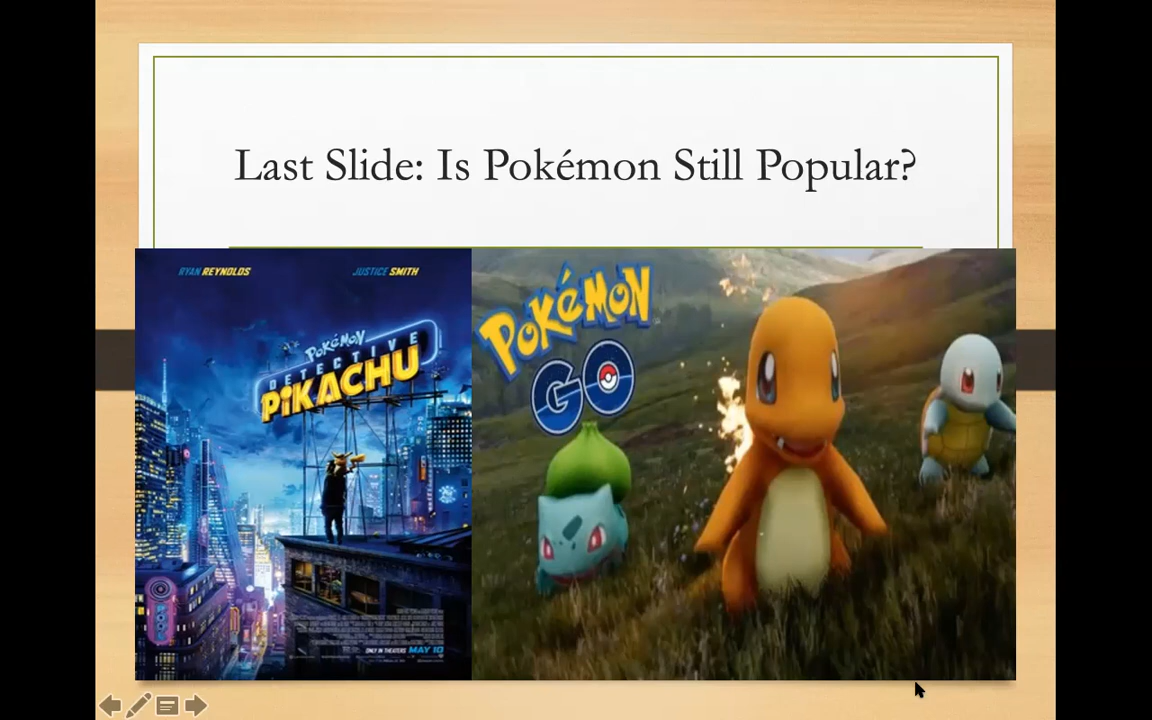 Last Slide: Is Pokémon Still Popular?
RYAN REYNOLDS
JUSTICE SMITH
POKÉMON
DETECTIVE
PIKACHU
ONLY IN THEATERS MAY 10
POKÉMON
GO